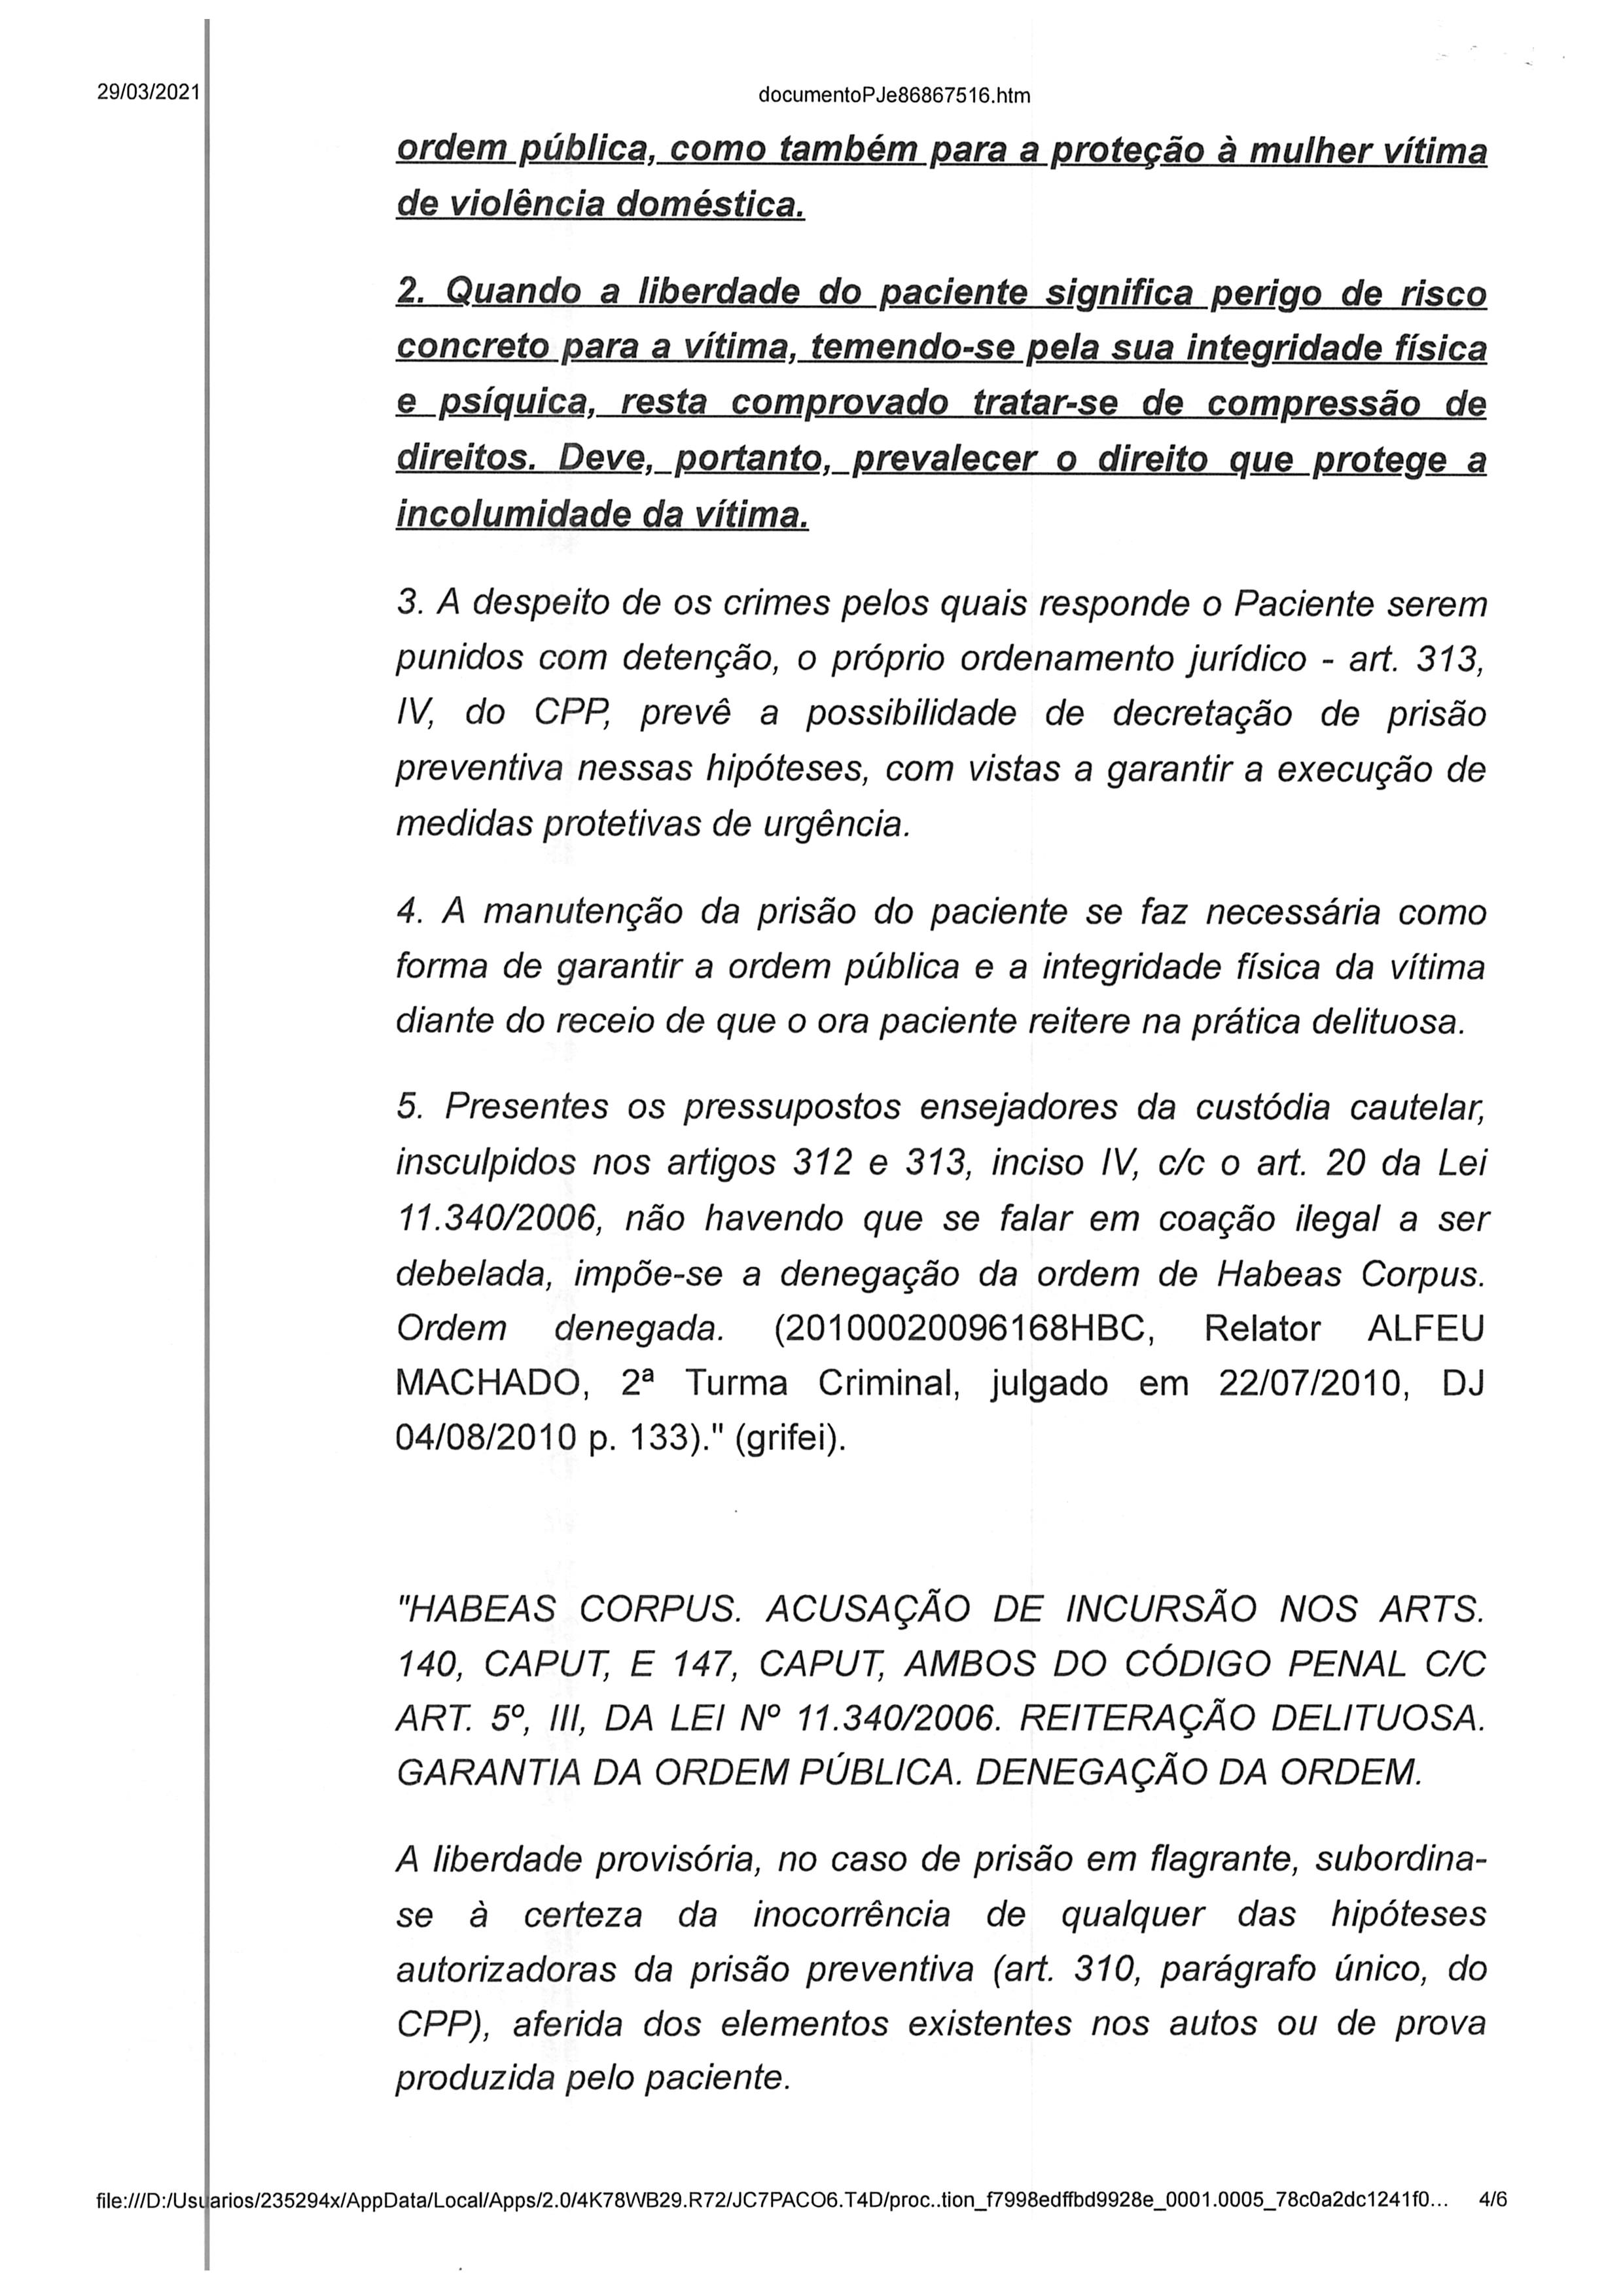 29/03/2021
documentoPJe86867516.htm
ordem pública, como também para a proteção à mulher vítima
de violência doméstica.
2. Quando a liberdade do paciente significa perigo de risco
concreto para a vítima, temendo-se pela sua integridade física
e psíquica, resta comprovado tratar-se de compressão de
direitos. Deve, portanto, prevalecer o direito que protege a
incolumidade da vítima.
3. A despeito de os crimes pelos quais responde o Paciente serem
punidos com detenção, o próprio ordenamento jurídico - art. 313,
IV, do CPP, prevê a possibilidade de decretação de prisão
preventiva nessas hipóteses, com vistas a garantir a execução de
medidas protetivas de urgência.
4. A manutenção da prisão do paciente se faz necessária como
forma de garantir a ordem pública e a integridade física da vítima
diante do receio de que o ora paciente reitere na prática delituosa.
5. Presentes os pressupostos ensejadores da custódia cautelar,
insculpidos nos artigos 312 e 313, inciso IV, c/c o art. 20 da Lei
11.340/2006, não havendo que se falar em coação ilegal a ser
debelada, impõe-se a denegação da ordem de Habeas Corpus.
Ordem denegada. (20100020096168HBC, Relator ALFEU
MACHADO, 2ª Turma Criminal, julgado em 22/07/2010, DJ
04/08/2010 p. 133)." (grifei).
"HABEAS CORPUS. ACUSAÇÃO DE INCURSÃO NOS ARTS.
140, CAPUT, E 147, CAPUT, AMBOS DO CÓDIGO PENAL C/C
ART. 5º, III, DA LEI Nº 11.340/2006. REITERAÇÃO DELITUOSA.
GARANTIA DA ORDEM PÚBLICA. DENEGAÇÃO DA ORDEM.
A liberdade provisória, no caso de prisão em flagrante, subordina-
se à certeza da inocorrência de qualquer das hipóteses
autorizadoras da prisão preventiva (art. 310, parágrafo único, do
CPP), aferida dos elementos existentes nos autos ou de prova
produzida pelo paciente.
file:///D:/Usuarios/235294x/AppData/Local/Apps/2.0/4K78WB29.R72/JC7PACO6.T4D/proc..tion_f7998edffbd9928e_0001.0005_78c0a2dc1241f0... 4/6